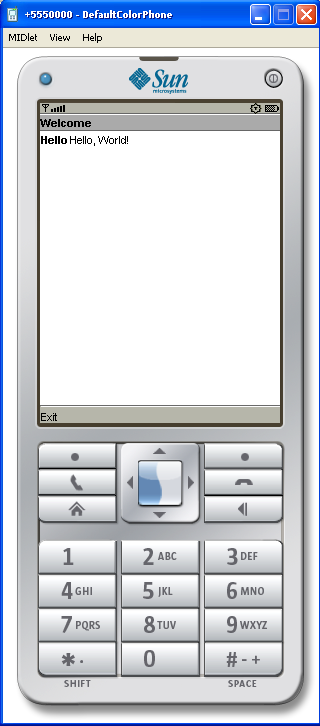 +5550000 - DefaultColorPhone
MIDlet View Help
Sun
microsystems
Welcome
Hello Hello, World!
Exit
1 2 ABC 3 DEF
4 GHI 5 JKL 6 MNO
7 PQRS 8 TUV 9 WXYZ
* . 0 # - +
SHIFT SPACE